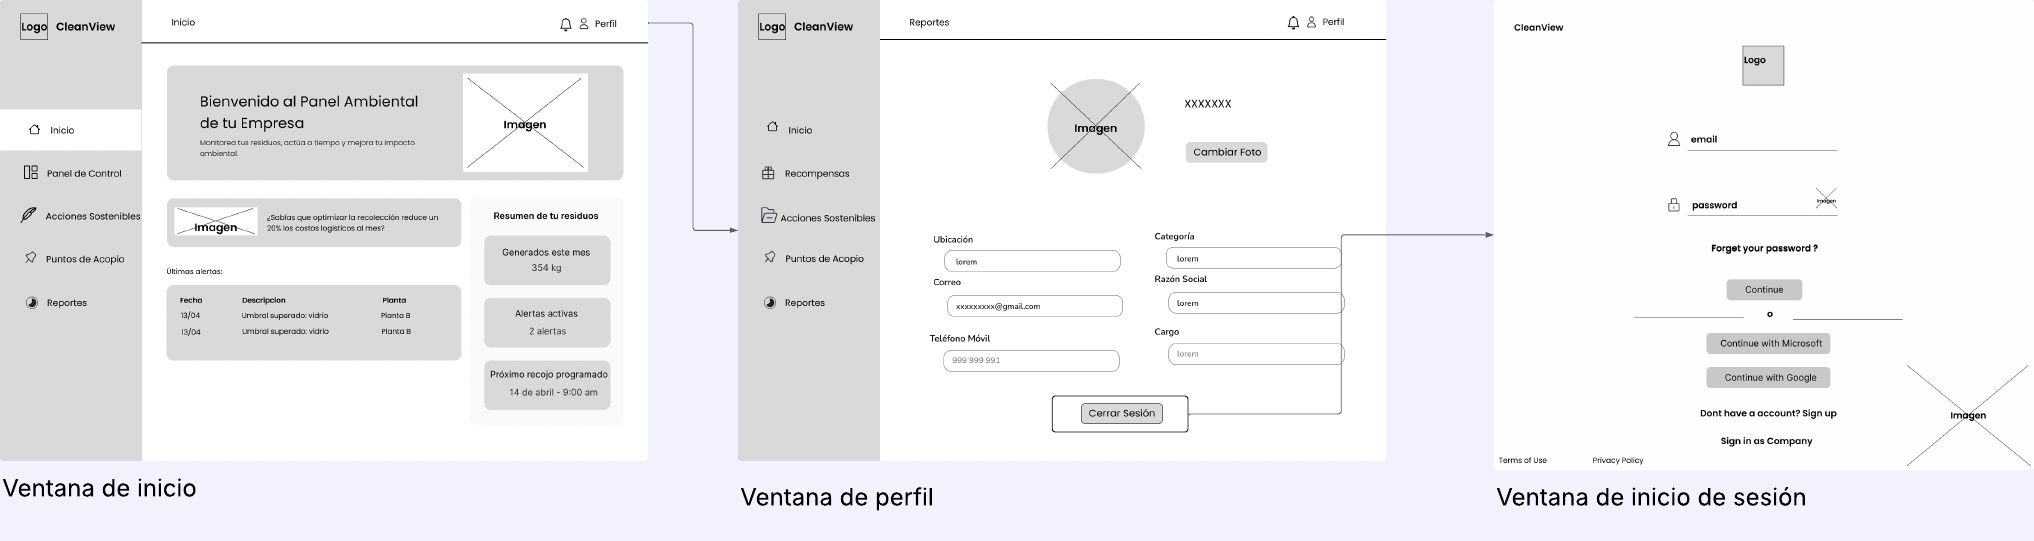 Logo CleanView
Inicio
Perfil
Inicio
Panel de Control
Acciones Sostenibles
Puntos de Acopio
Reportes
Bienvenido al Panel Ambiental
de tu Empresa
Monitorea tus residuos, actúa a tiempo y mejora tu impacto
ambiental.
Imagen
Imagen
¿Sabías que optimizar la recolección reduce un
20% los costos logísticos al mes?
Últimas alertas:
Fecha Descripcion Planta
13/04 Umbral superado: vidrio Planta B
13/04 Umbral superado: vidrio Planta B
Resumen de tu residuos
Generados este mes
354 kg
Alertas activas
2 alertas
Próximo recojo programado
14 de abril - 9:00 am
Ventana de inicio
Logo CleanView
Reportes
Perfil
Inicio
Recompensas
Acciones Sostenibles
Puntos de Acopio
Reportes
Imagen
XXXXXXX
Cambiar Foto
Ubicación
lorem
Correo
xxxxxxxxx@gmail.com
Teléfono Móvil
999 999 991
Categoría
lorem
Razón Social
lorem
Cargo
lorem
Cerrar Sesión
Ventana de perfil
CleanView
Logo
email
password
Imagen
Forget your password ?
Continue
o
Continue with Microsoft
Continue with Google
Dont have a account? Sign up
Sign in as Company
Imagen
Terms of Use
Privacy Policy
Ventana de inicio de sesión